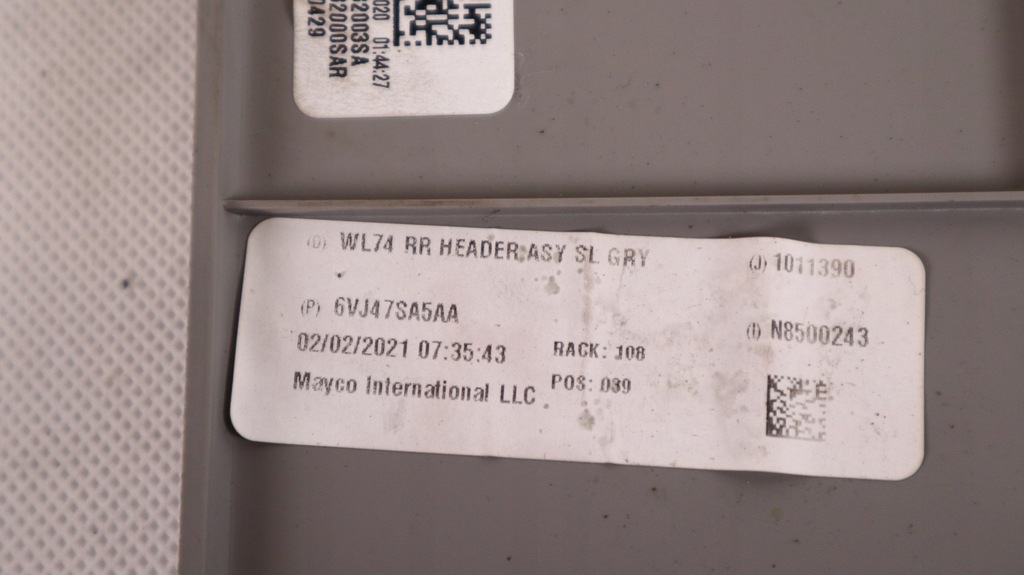 020 01:44:27
2003SA
2000SAR
0429
(D) WL74 RR HEADER ASY SL GRY
(J) 1011390
(P) 6VJ47SA5AA
(I) N8500243
02/02/2021 07:35:43
RACK: 108
Mayco International LLC
POS: 089